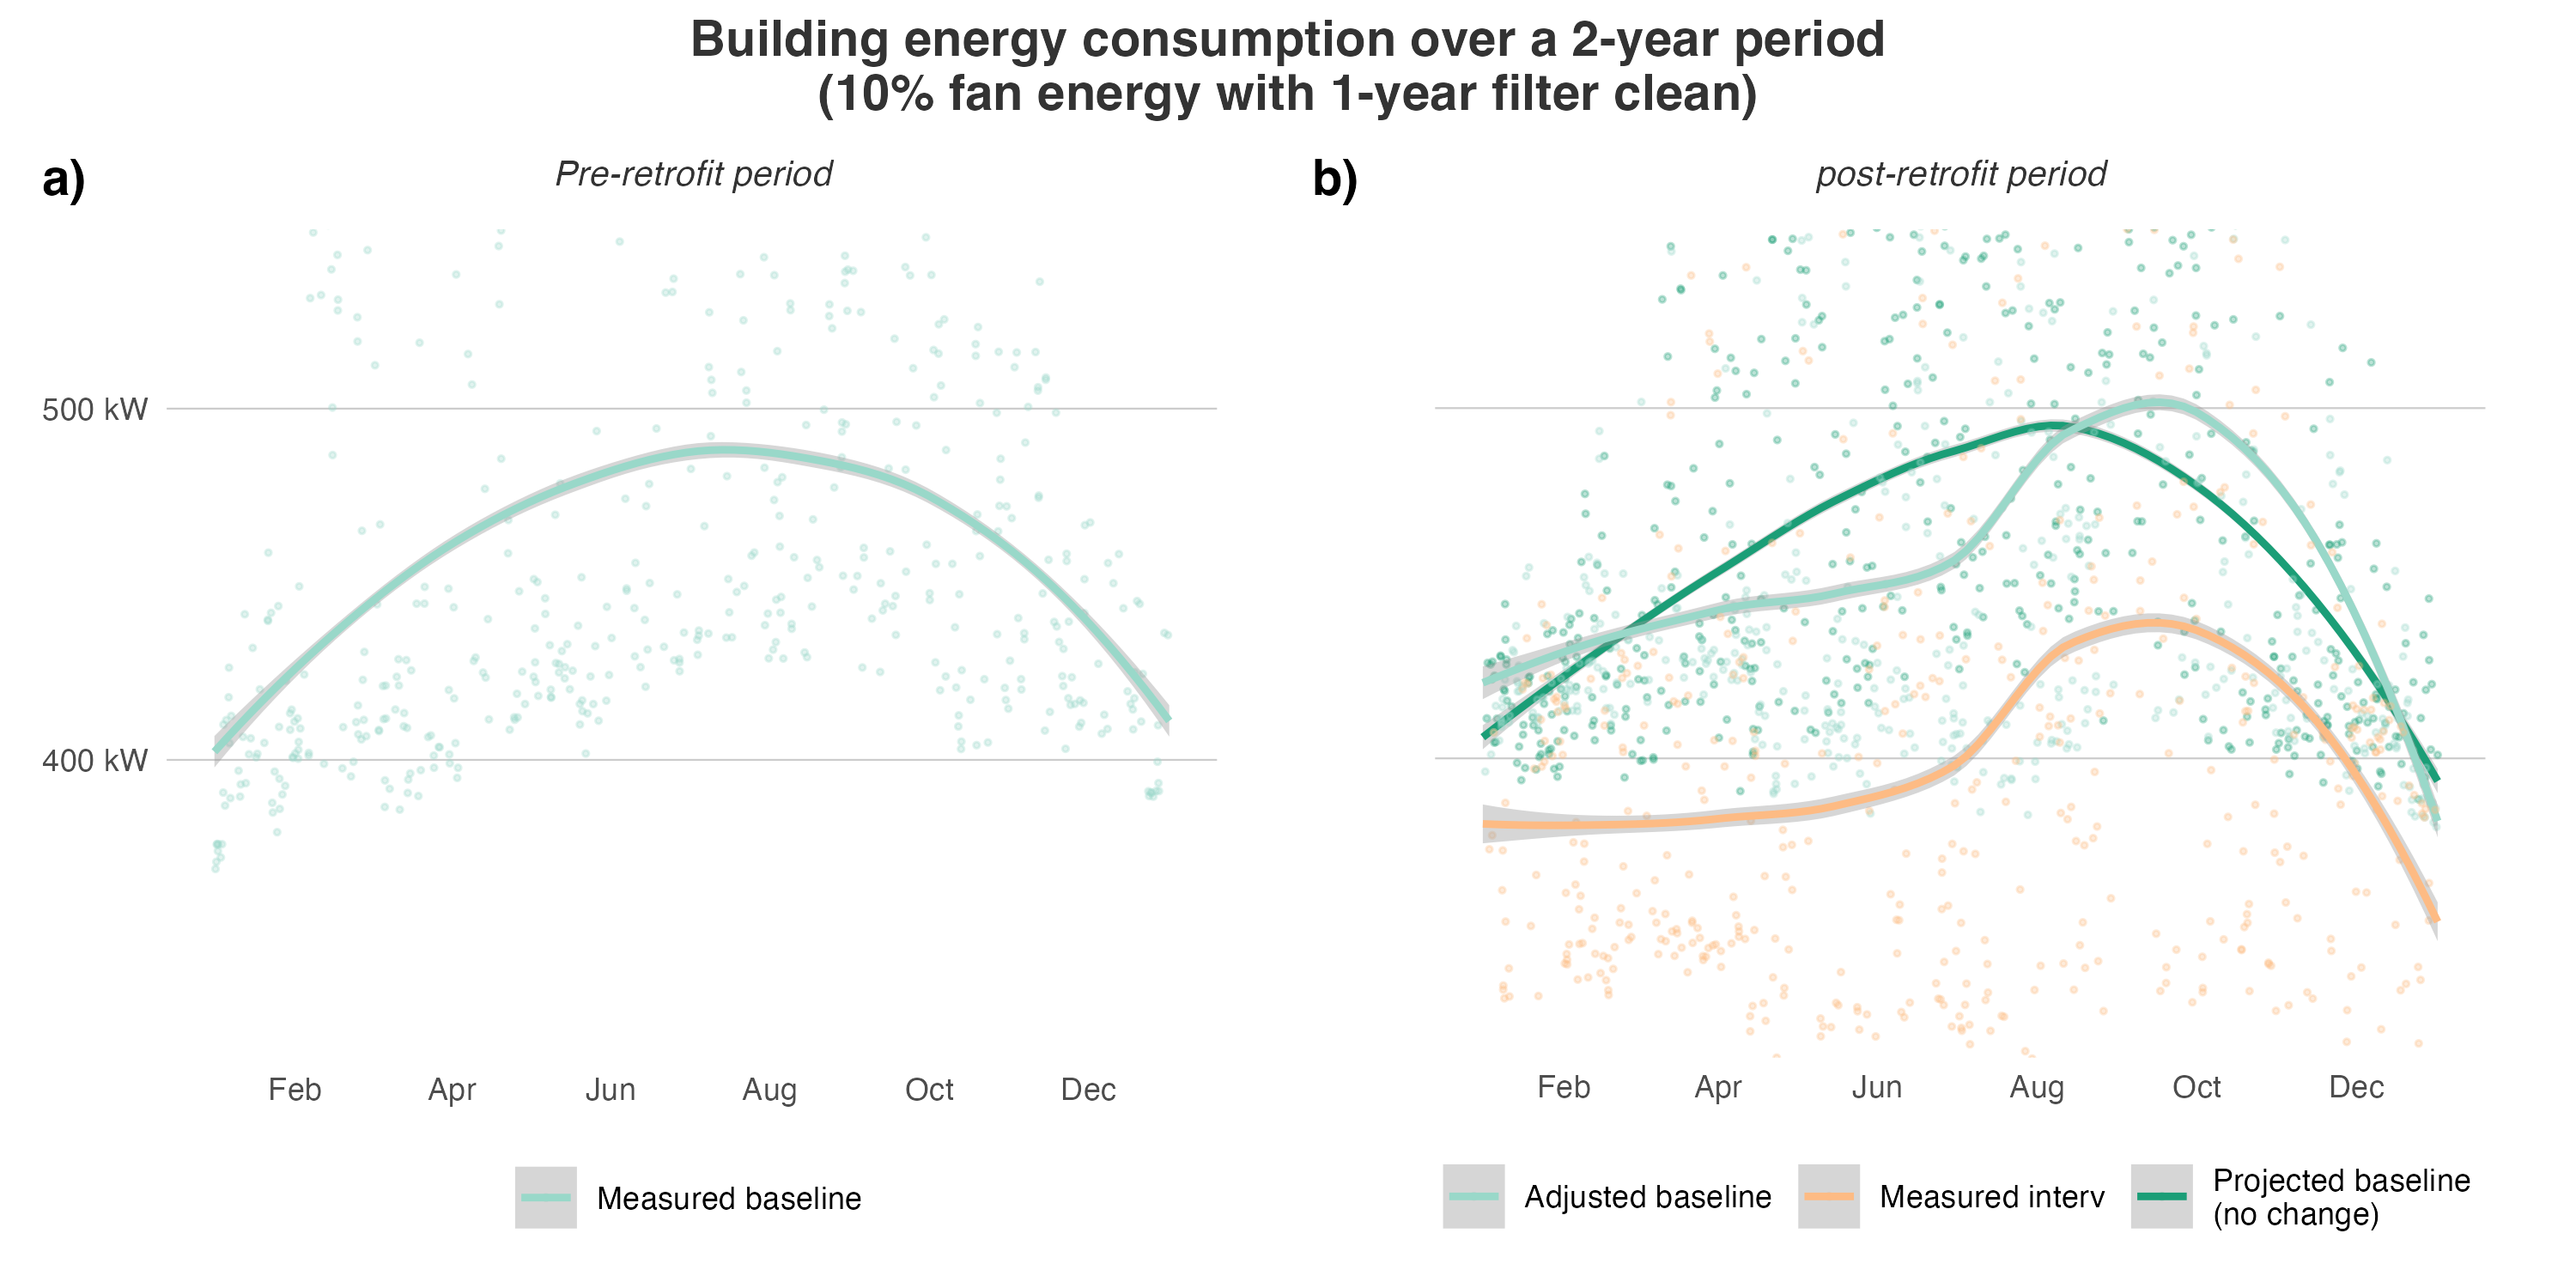 Building energy consumption over a 2-year period
(10% fan energy with 1-year filter clean)
a)
Pre-retrofit period
500 kW
400 kW
Feb Apr Jun Aug Oct Dec
Measured baseline
b)
post-retrofit period
Feb Apr Jun Aug Oct Dec
Adjusted baseline
Measured interv
Projected baseline
(no change)